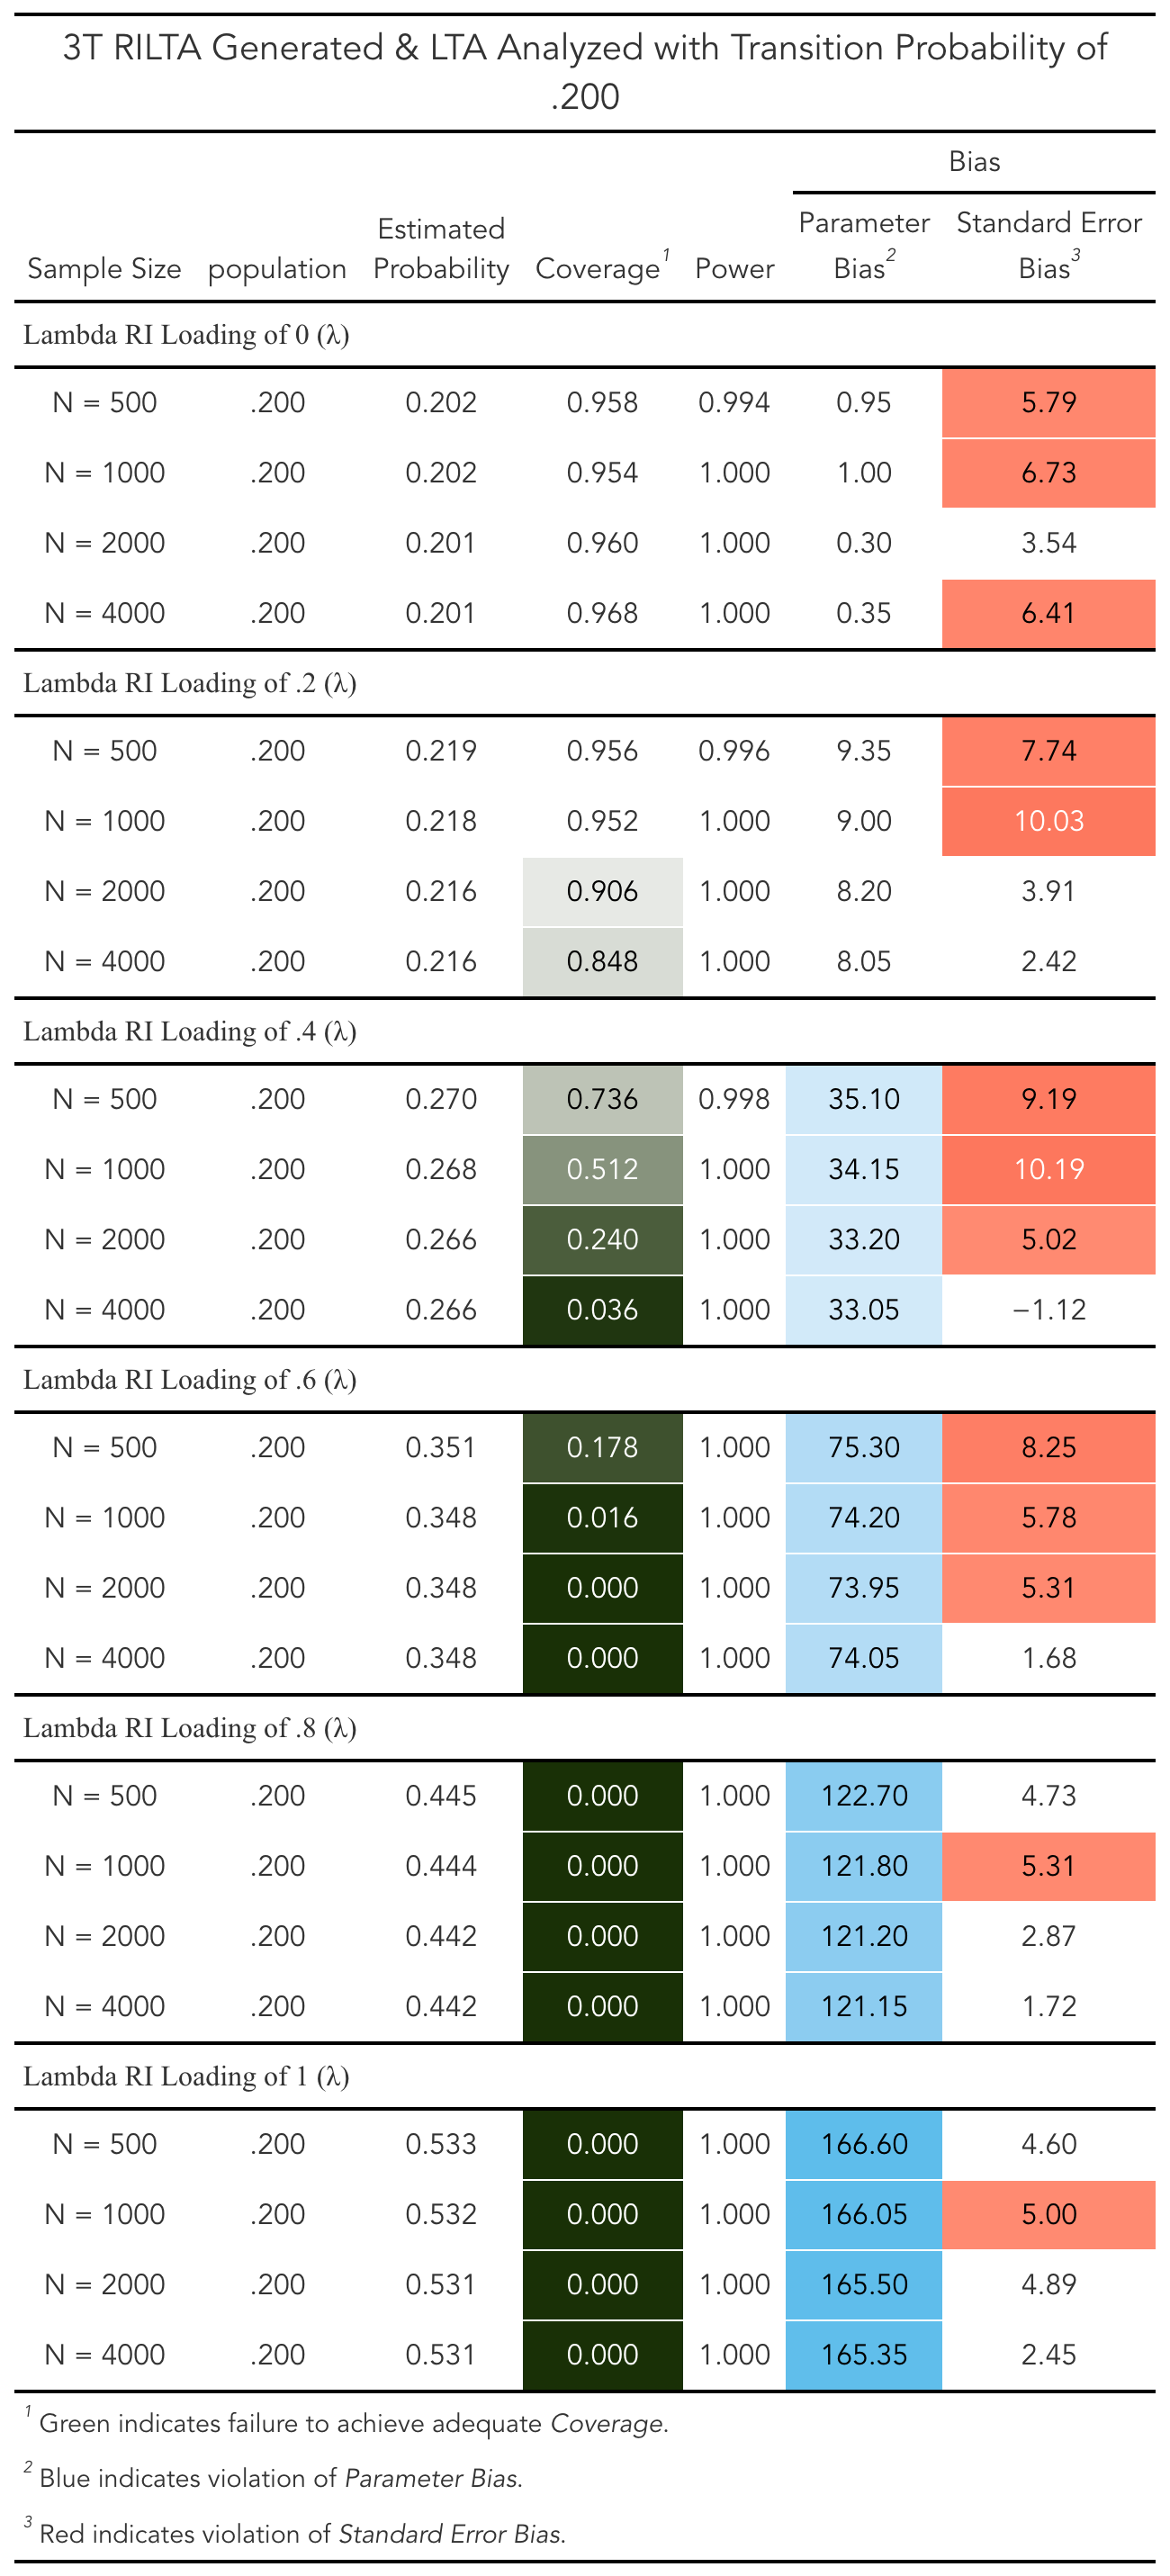 3T RILTA Generated & LTA Analyzed with Transition Probability of
.200
Bias
Sample Size population Estimated Probability Coverage1 Power Parameter Bias2 Standard Error Bias3
Lambda RI Loading of 0 (λ)
N = 500 .200 0.202 0.958 0.994 0.95 5.79
N = 1000 .200 0.202 0.954 1.000 1.00 6.73
N = 2000 .200 0.201 0.960 1.000 0.30 3.54
N = 4000 .200 0.201 0.968 1.000 0.35 6.41
Lambda RI Loading of .2 (λ)
N = 500 .200 0.219 0.956 0.996 9.35 7.74
N = 1000 .200 0.218 0.952 1.000 9.00 10.03
N = 2000 .200 0.216 0.906 1.000 8.20 3.91
N = 4000 .200 0.216 0.848 1.000 8.05 2.42
Lambda RI Loading of .4 (λ)
N = 500 .200 0.270 0.736 0.998 35.10 9.19
N = 1000 .200 0.268 0.512 1.000 34.15 10.19
N = 2000 .200 0.266 0.240 1.000 33.20 5.02
N = 4000 .200 0.266 0.036 1.000 33.05 −1.12
Lambda RI Loading of .6 (λ)
N = 500 .200 0.351 0.178 1.000 75.30 8.25
N = 1000 .200 0.348 0.016 1.000 74.20 5.78
N = 2000 .200 0.348 0.000 1.000 73.95 5.31
N = 4000 .200 0.348 0.000 1.000 74.05 1.68
Lambda RI Loading of .8 (λ)
N = 500 .200 0.445 0.000 1.000 122.70 4.73
N = 1000 .200 0.444 0.000 1.000 121.80 5.31
N = 2000 .200 0.442 0.000 1.000 121.20 2.87
N = 4000 .200 0.442 0.000 1.000 121.15 1.72
Lambda RI Loading of 1 (λ)
N = 500 .200 0.533 0.000 1.000 166.60 4.60
N = 1000 .200 0.532 0.000 1.000 166.05 5.00
N = 2000 .200 0.531 0.000 1.000 165.50 4.89
N = 4000 .200 0.531 0.000 1.000 165.35 2.45
1 Green indicates failure to achieve adequate Coverage.
2 Blue indicates violation of Parameter Bias.
3 Red indicates violation of Standard Error Bias.